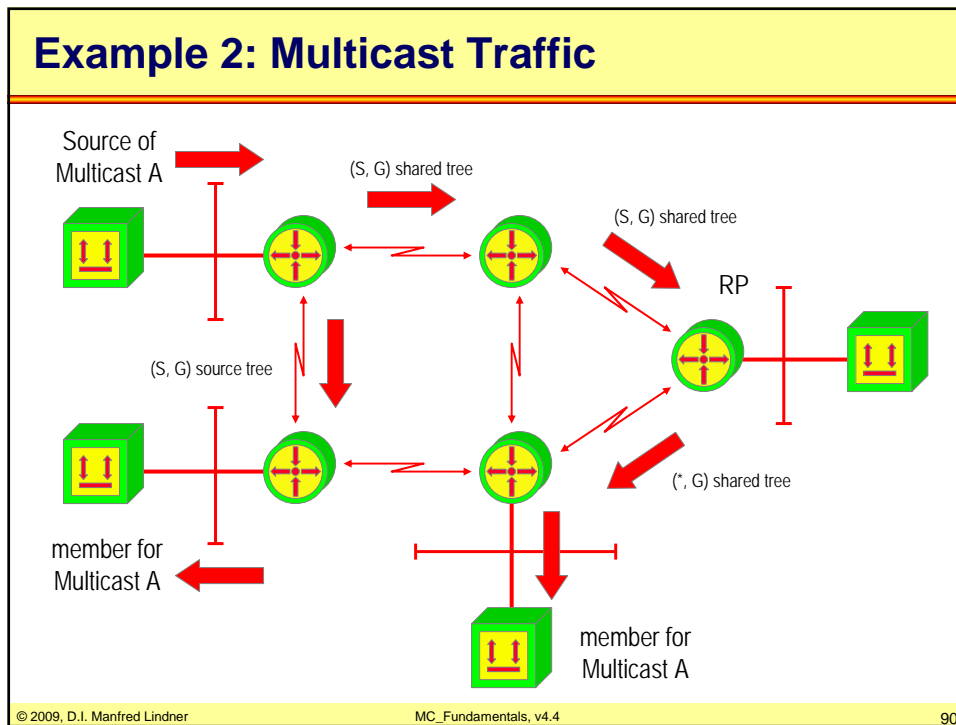 Example 2: Multicast Traffic
Source of
Multicast A
(S, G) shared tree
(S, G) shared tree
RP
(S, G) source tree
(*, G) shared tree
member for
Multicast A
member for
Multicast A
© 2009, D.I. Manfred Lindner
MC_Fundamentals, v4.4
90